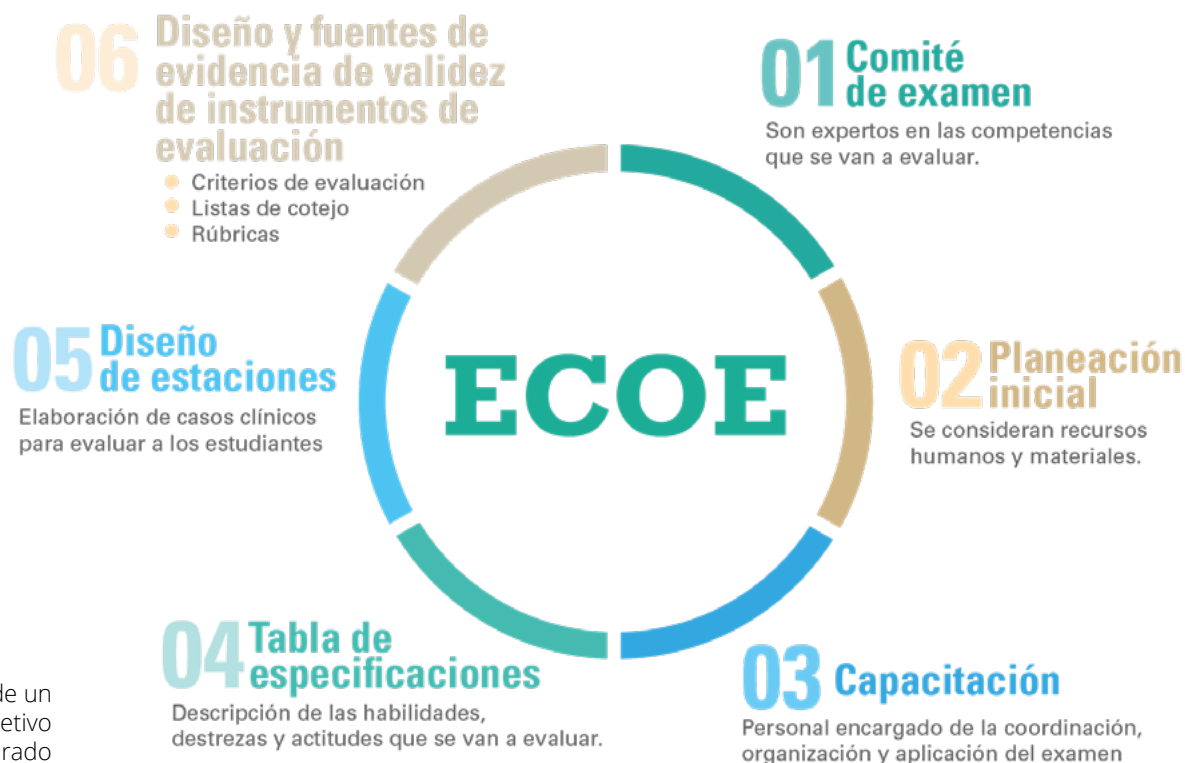 01 Comité
de examen
Son expertos en las competencias
que se van a evaluar.
02 Planeación
inicial
Se consideran recursos
humanos y materiales.
03 Capacitación
Personal encargado de la coordinación,
organización y aplicación del examen
04 Tabla de
especificaciones
Descripción de las habilidades,
destrezas y actitudes que se van a evaluar.
05 Diseño
de estaciones
Elaboración de casos clínicos
para evaluar a los estudiantes
06 Diseño y fuentes de
evidencia de validez
de instrumentos de
evaluación
Criterios de evaluación
Listas de cotejo
Rúbricas
ECOE
de un